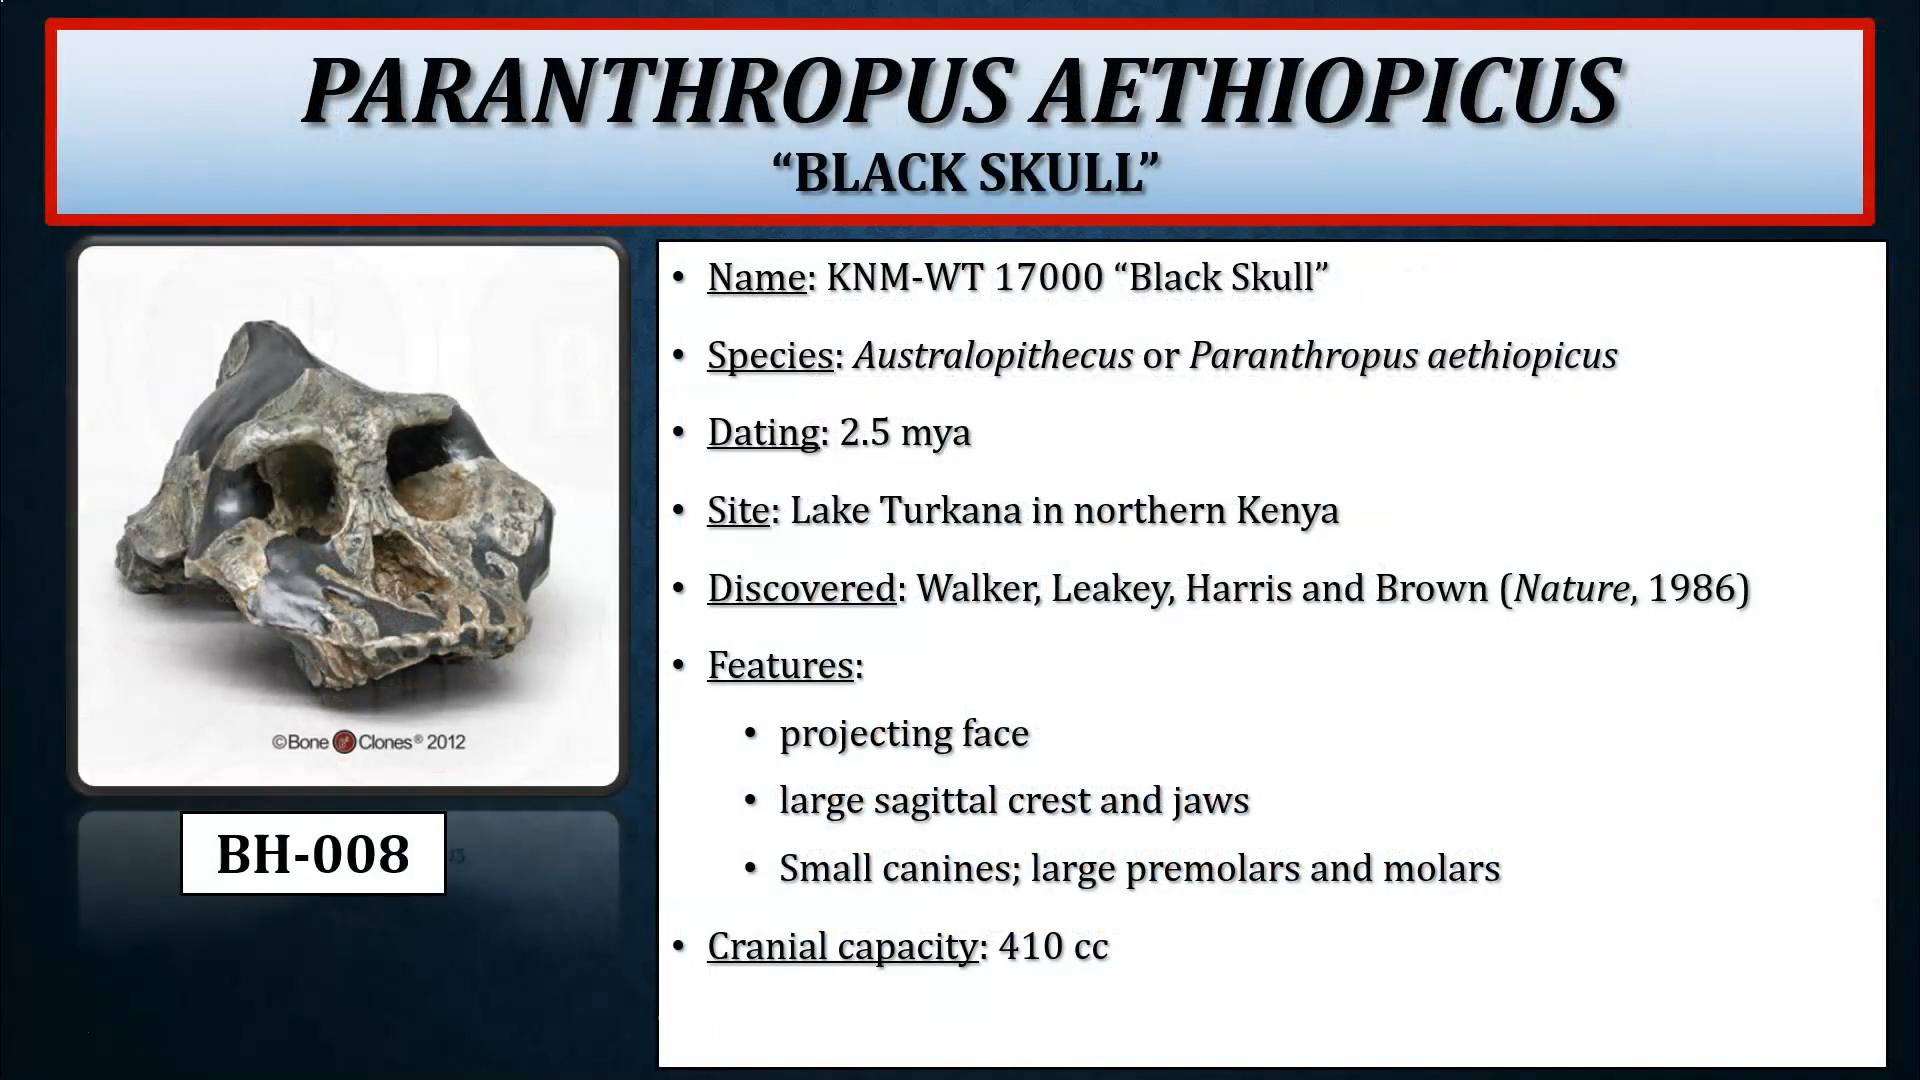 PARANTHROPUS AETHIOPICUS
“BLACK SKULL”
©Bone Clones® 2012
BH-008
• Name: KNM-WT 17000 “Black Skull”
• Species: Australopithecus or Paranthropus aethiopicus
• Dating: 2.5 mya
• Site: Lake Turkana in northern Kenya
• Discovered: Walker, Leakey, Harris and Brown (Nature, 1986)
• Features:
• projecting face
• large sagittal crest and jaws
• Small canines; large premolars and molars
• Cranial capacity: 410 cc